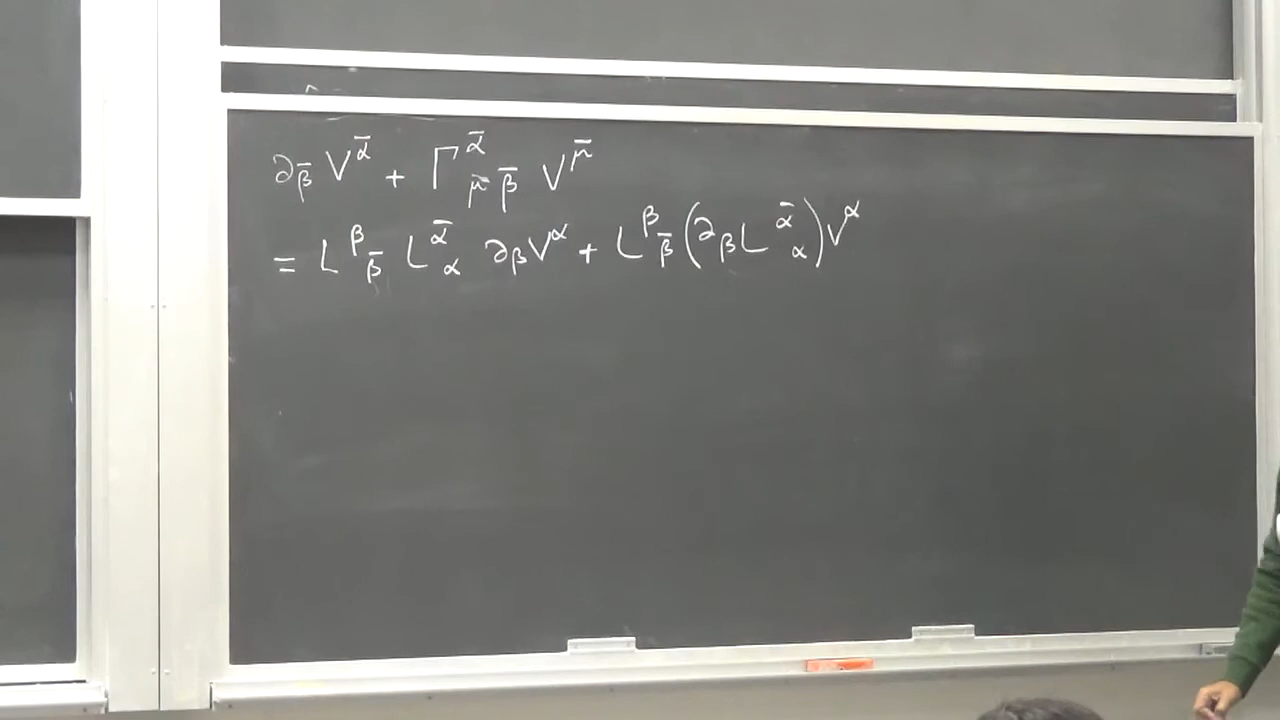 ∂_β̄ V^ᾱ + Γ^ᾱ_μ̄β̄ V^μ̄
= L^β_β̄ L^ᾱ_α ∂_β V^α + L^β_β̄ (∂_β L^ᾱ_α) V^α